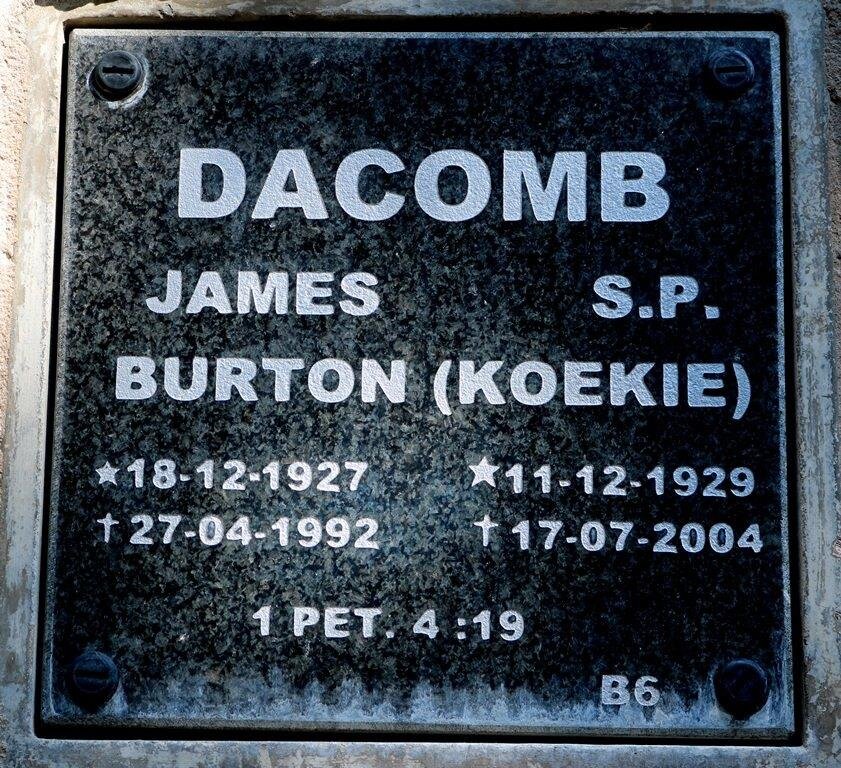 DACOMB
JAMES S.P.
BURTON (KOEKIE)
★18-12-1927 ★11-12-1929
†27-04-1992 †17-07-2004
1 PET. 4 :19
B6